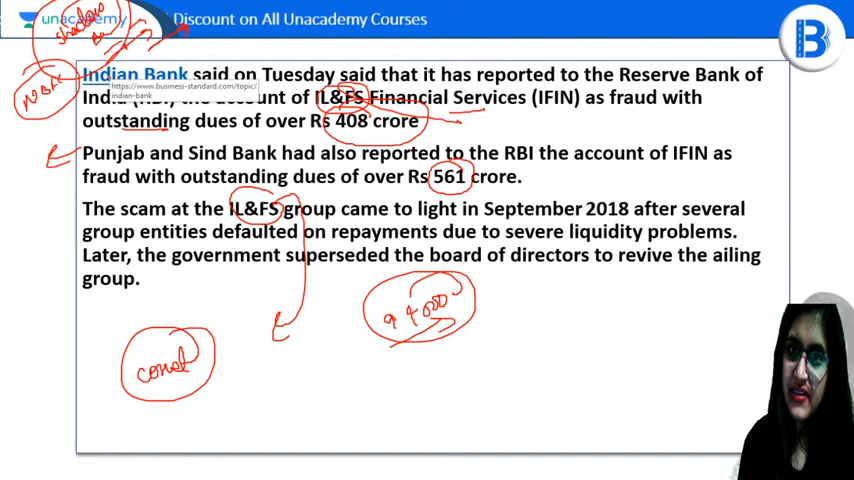 unacademy
Discount on All Unacademy Courses
shadow
NBFC
B
Indian Bank said on Tuesday said that it has reported to the Reserve Bank of
https://www.business-standard.com/topic/
indian-bank
India (RBI) the account of IL&FS Financial Services (IFIN) as fraud with
outstanding dues of over Rs 408 crore
Punjab and Sind Bank had also reported to the RBI the account of IFIN as
fraud with outstanding dues of over Rs 561 crore.
The scam at the IL&FS group came to light in September 2018 after several
group entities defaulted on repayments due to severe liquidity problems.
Later, the government superseded the board of directors to revive the ailing
group.